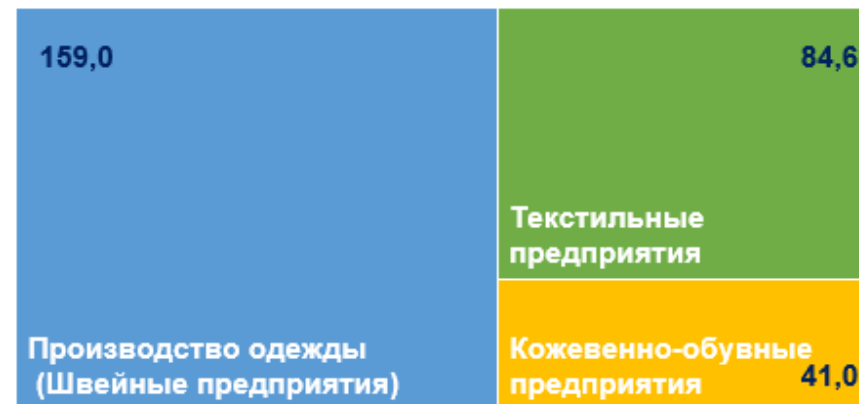 159,0
Производство одежды
(Швейные предприятия)
84,6
Текстильные
предприятия
Кожевенно-обувные
предприятия
41,0